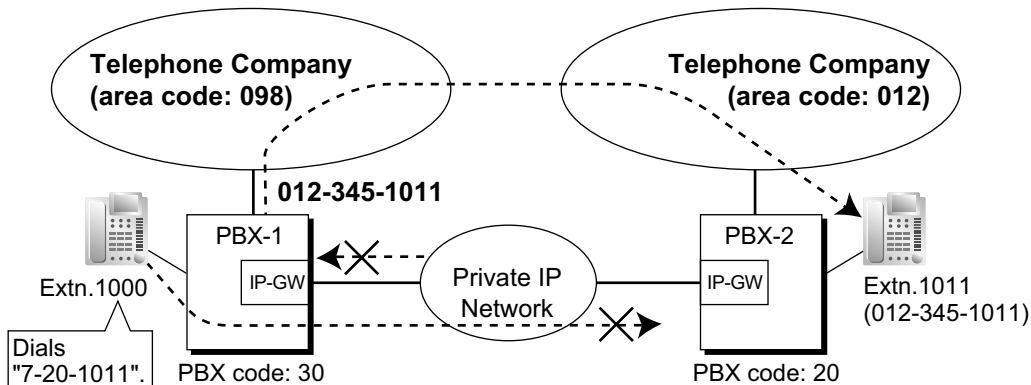 Telephone Company
(area code: 098)
Telephone Company
(area code: 012)
012-345-1011
PBX-1
PBX-2
IP-GW
Private IP
Network
IP-GW
Extn.1000
Extn.1011
(012-345-1011)
Dials
"7-20-1011".
PBX code: 30
PBX code: 20